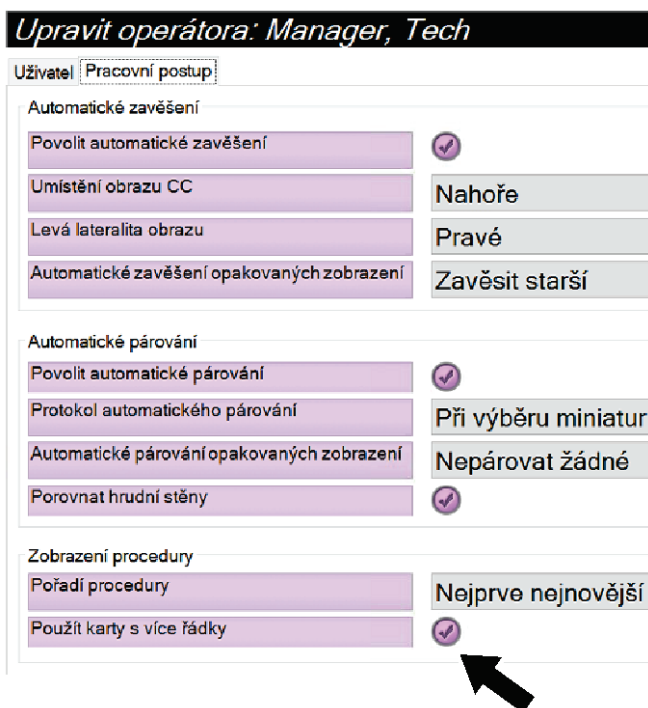 Upravit operátora: Manager, Tech
Uživatel Pracovní postup
Automatické zavěšení
Povolit automatické zavěšení
Umístění obrazu CC Nahoře
Levá lateralita obrazu Pravé
Automatické zavěšení opakovaných zobrazení Zavěsit starší
Automatické párování
Povolit automatické párování
Protokol automatického párování Při výběru miniatur
Automatické párování opakovaných zobrazení Nepárovat žádné
Porovnat hrudní stěny
Zobrazení procedury
Pořadí procedury Nejprve nejnovější
Použít karty s více řádky